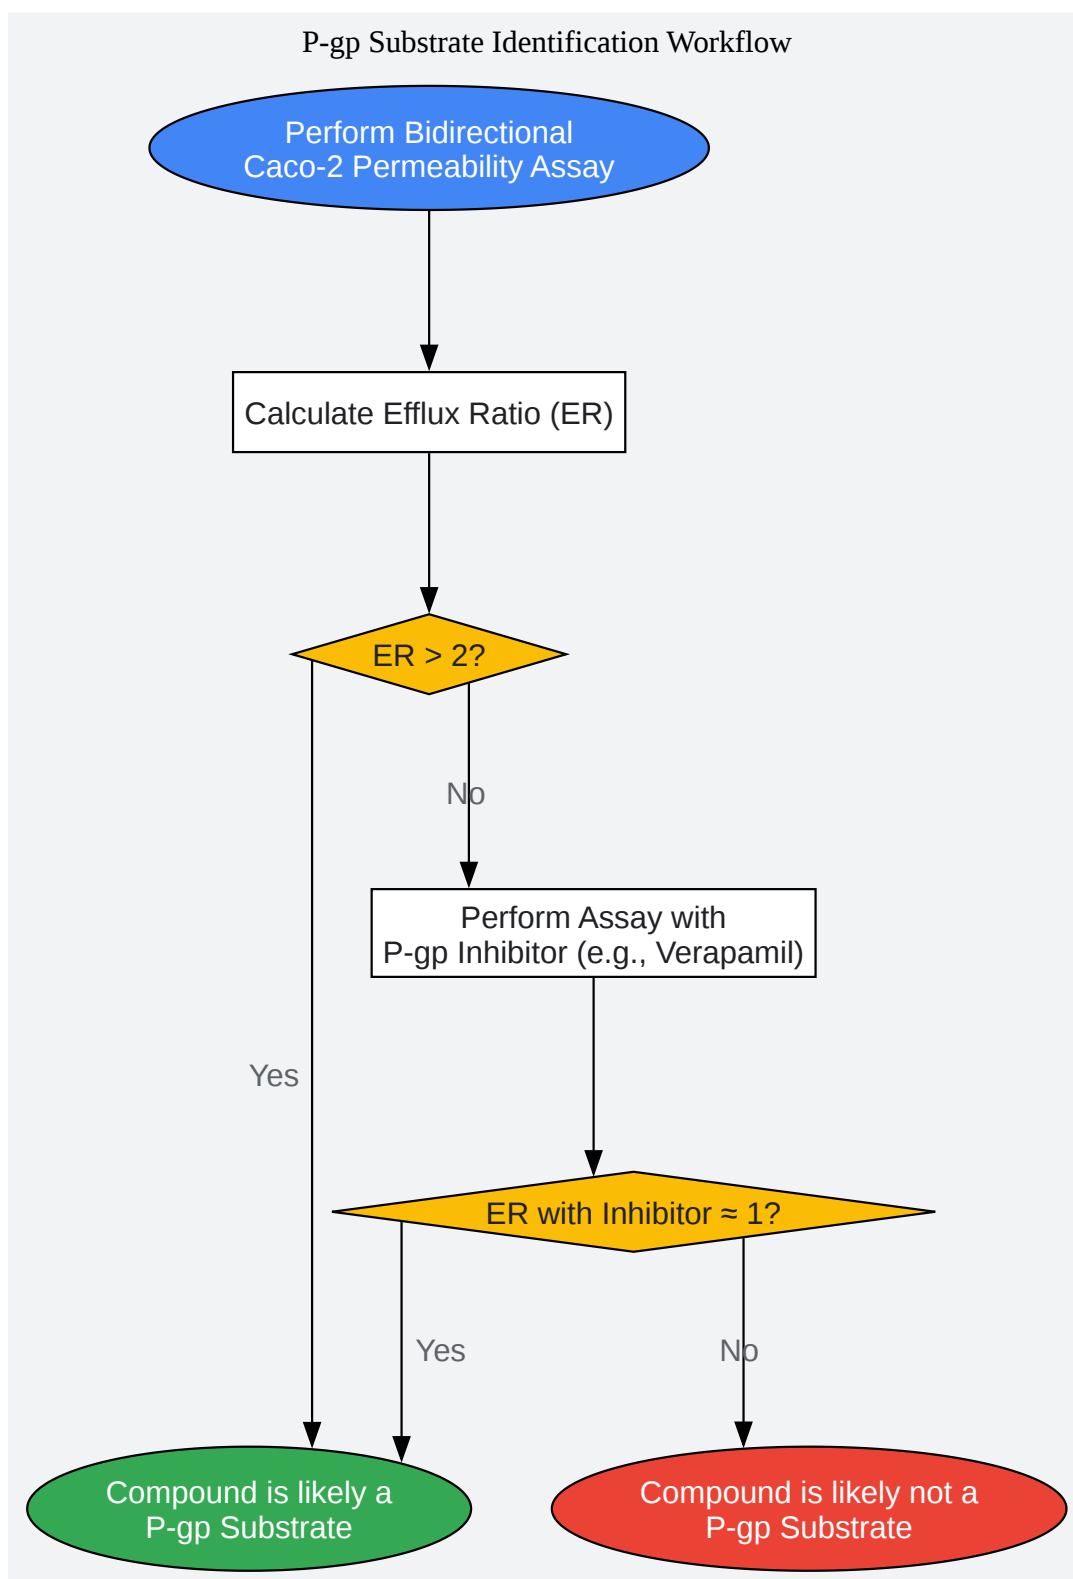 P-gp Substrate Identification Workflow
Perform Bidirectional
Caco-2 Permeability Assay
Calculate Efflux Ratio (ER)
ER > 2?
No
Perform Assay with
P-gp Inhibitor (e.g., Verapamil)
Yes
ER with Inhibitor ≈ 1?
Yes
No
Compound is likely a
P-gp Substrate
Compound is likely not a
P-gp Substrate